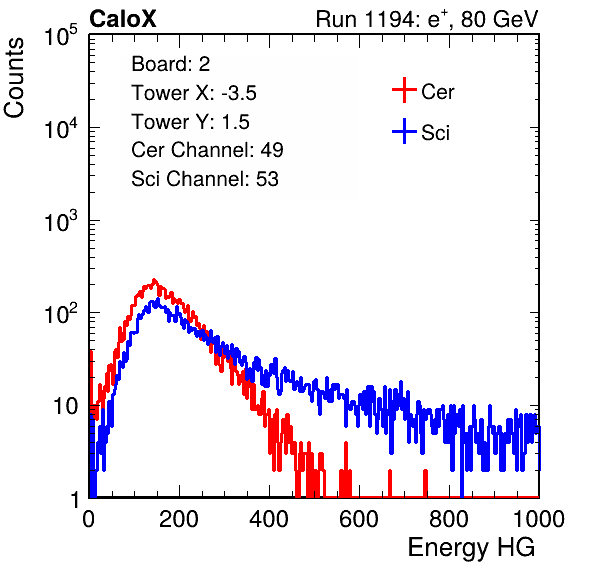 CaloX Run 1194: e⁺, 80 GeV
Counts
Board: 2
Tower X: -3.5
Tower Y: 1.5
Cer Channel: 49
Sci Channel: 53
Cer
Sci
10⁵
10⁴
10³
10²
10
1
0 200 400 600 800 1000
Energy HG